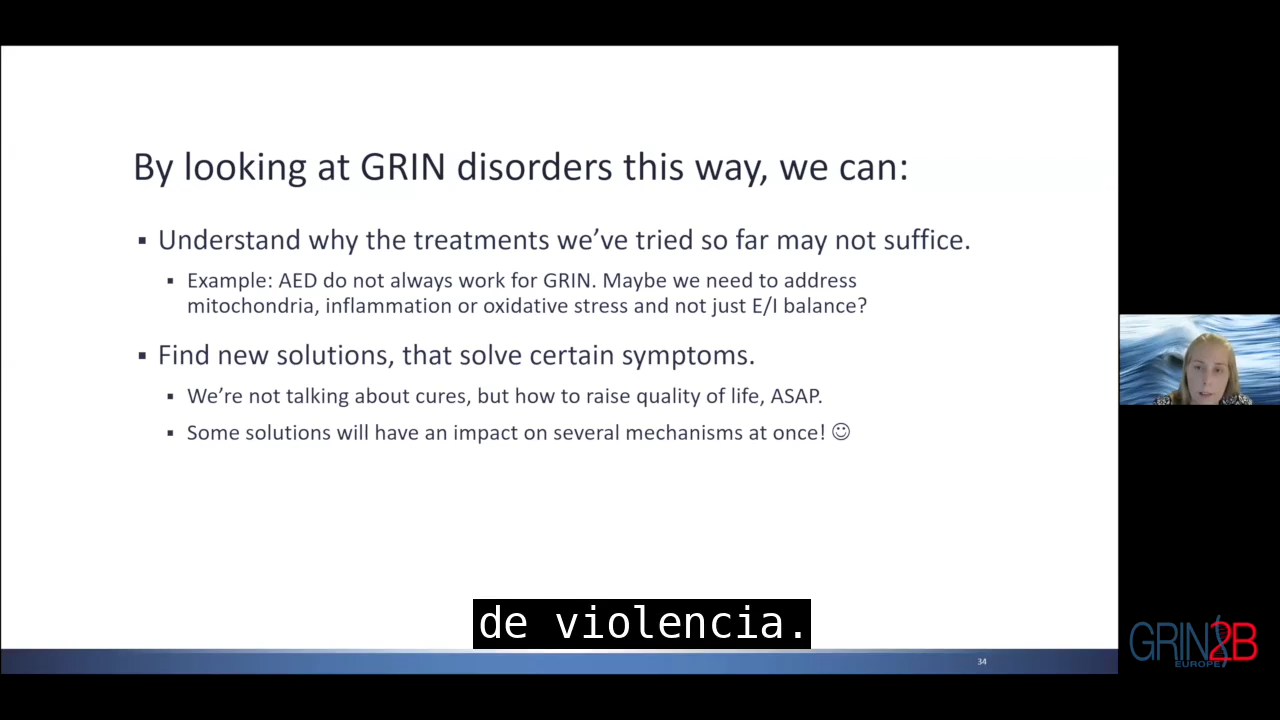 By looking at GRIN disorders this way, we can:
▪ Understand why the treatments we’ve tried so far may not suffice.
▪ Example: AED do not always work for GRIN. Maybe we need to address
mitochondria, inflammation or oxidative stress and not just E/I balance?
▪ Find new solutions, that solve certain symptoms.
▪ We’re not talking about cures, but how to raise quality of life, ASAP.
▪ Some solutions will have an impact on several mechanisms at once! ☺
de violencia.
34
GRIN2B
EUROPE